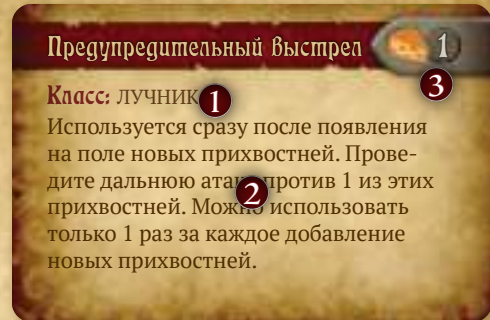 Предупредительный Выстрел 1
3
Класс: ЛУЧНИК 1
Используется сразу после появления
на поле новых прихвостней. Прове-
дите дальнюю атаку против 1 из этих
2
прихвостней. Можно использовать
только 1 раз за каждое добавление
новых прихвостней.